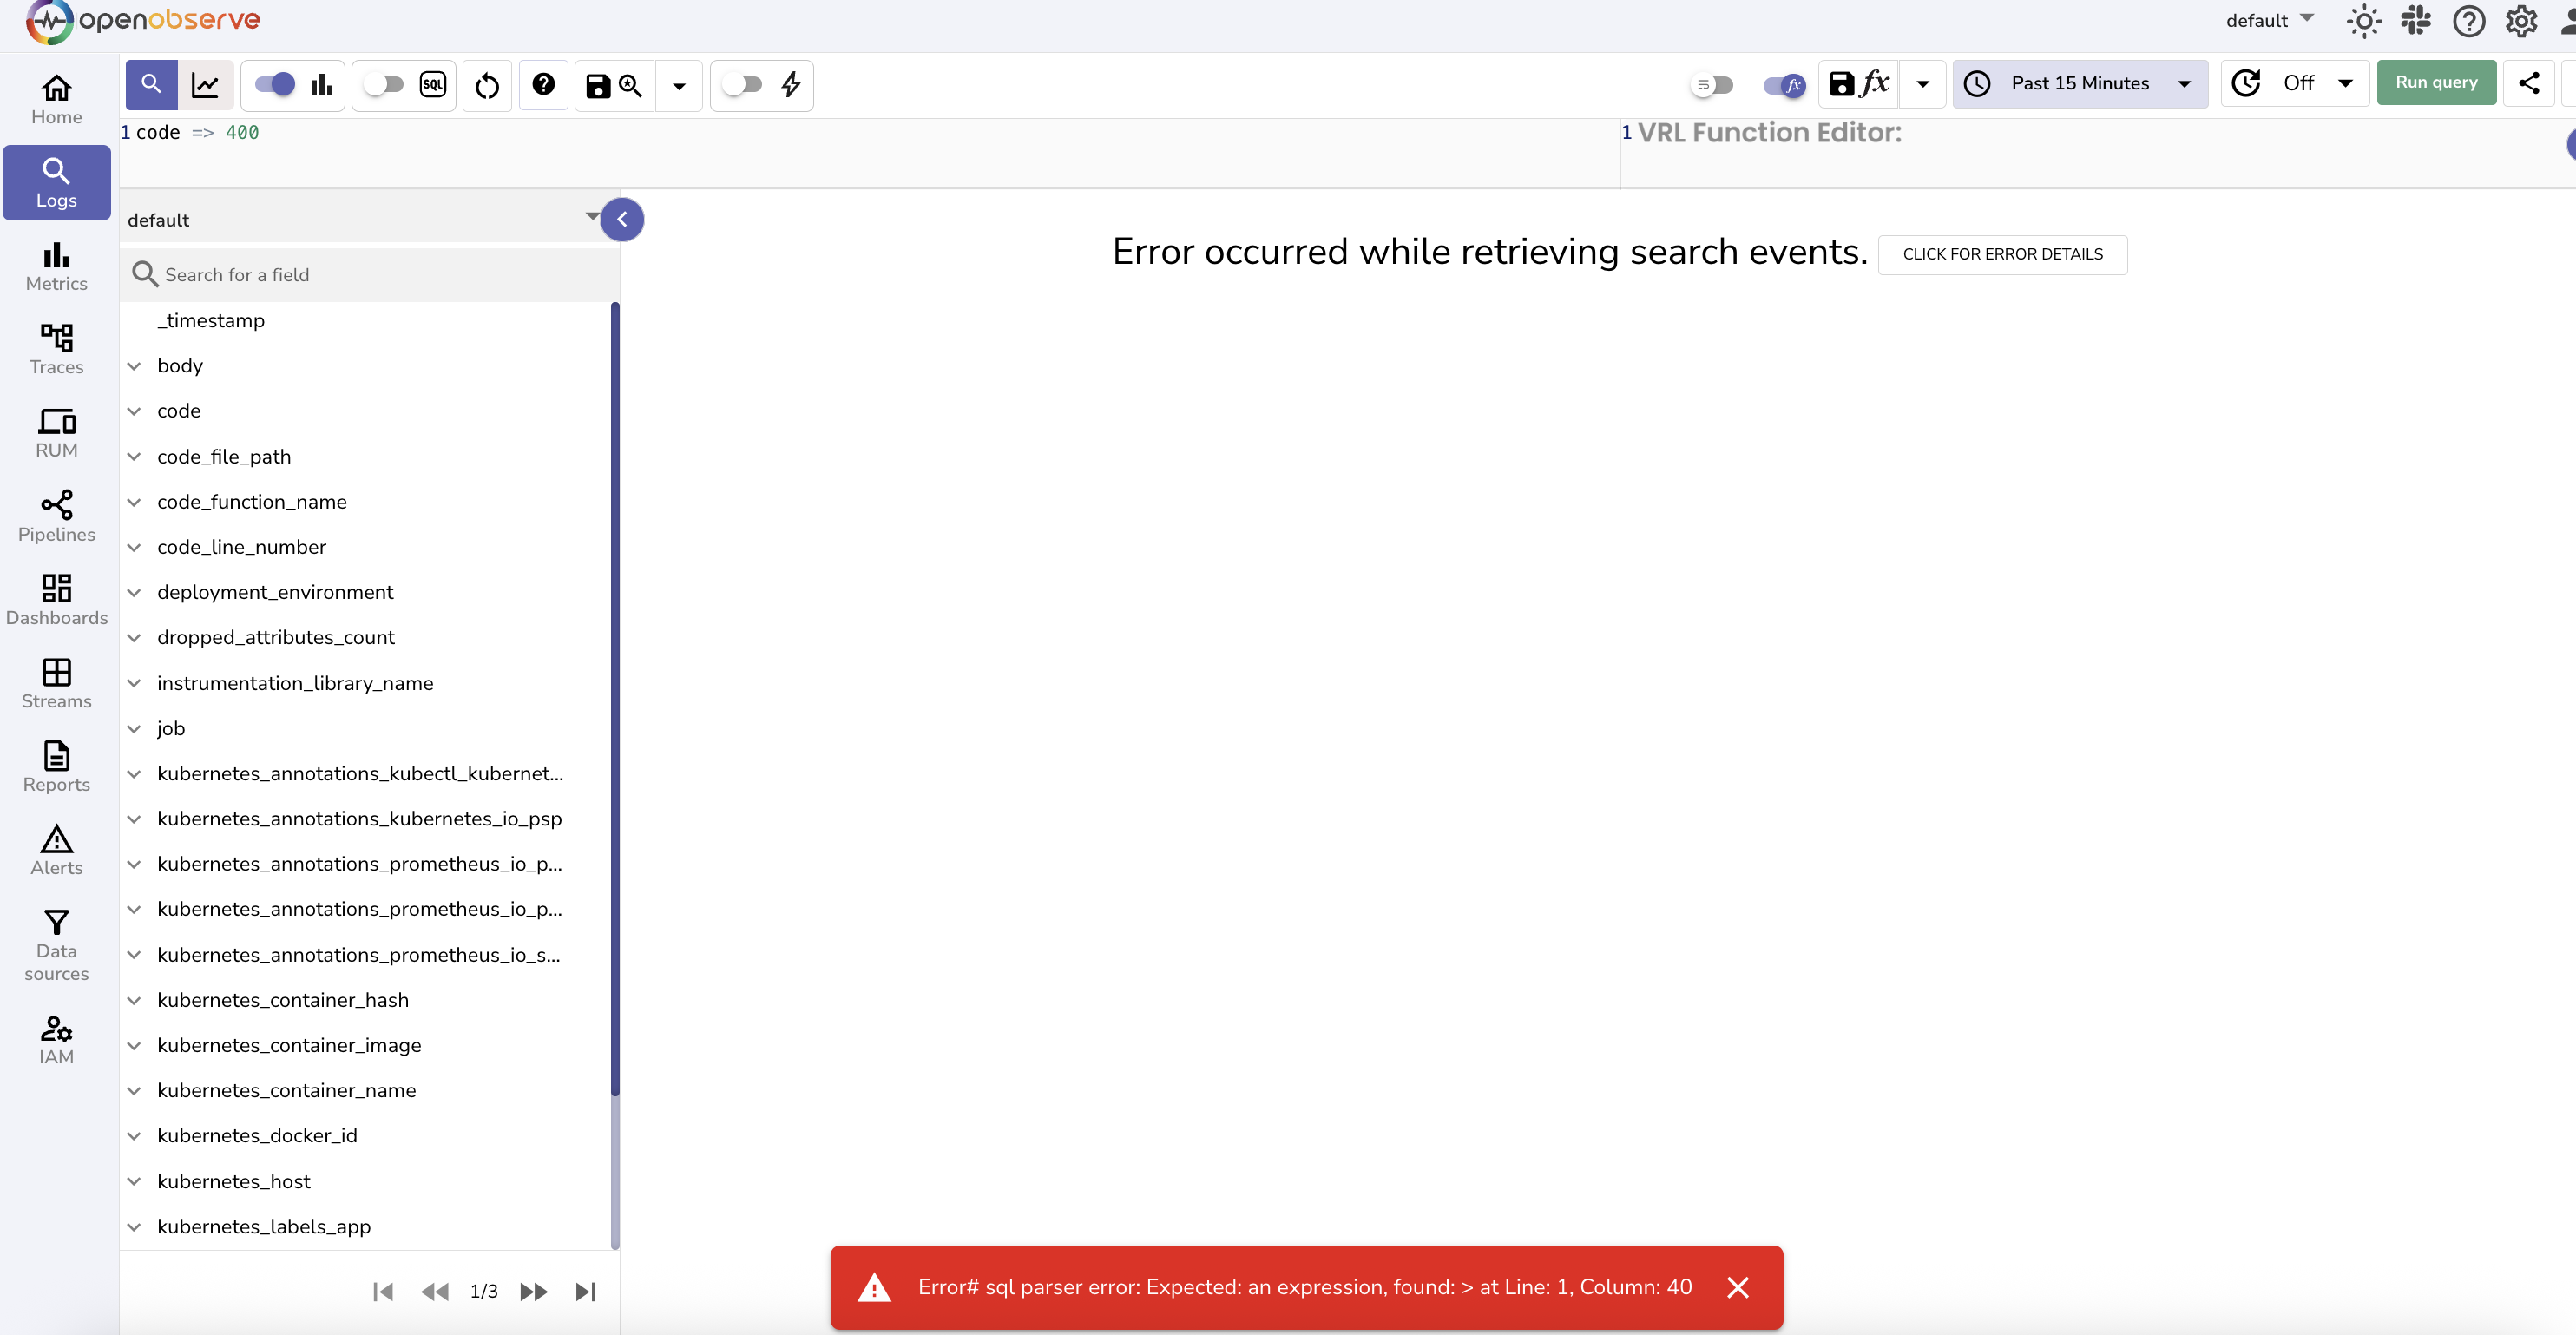 openobserve
default
SQL
fx
fx
Past 15 Minutes
Off
Run query
1 code => 400
1 VRL Function Editor:
Home
Logs
Metrics
Traces
RUM
Pipelines
Dashboards
Streams
Reports
Alerts
Data
sources
IAM
default
Search for a field
_timestamp
body
code
code_file_path
code_function_name
code_line_number
deployment_environment
dropped_attributes_count
instrumentation_library_name
job
kubernetes_annotations_kubectl_kubernet...
kubernetes_annotations_kubernetes_io_psp
kubernetes_annotations_prometheus_io_p...
kubernetes_annotations_prometheus_io_p...
kubernetes_annotations_prometheus_io_s...
kubernetes_container_hash
kubernetes_container_image
kubernetes_container_name
kubernetes_docker_id
kubernetes_host
kubernetes_labels_app
1/3
Error occurred while retrieving search events. CLICK FOR ERROR DETAILS
Error# sql parser error: Expected: an expression, found: > at Line: 1, Column: 40